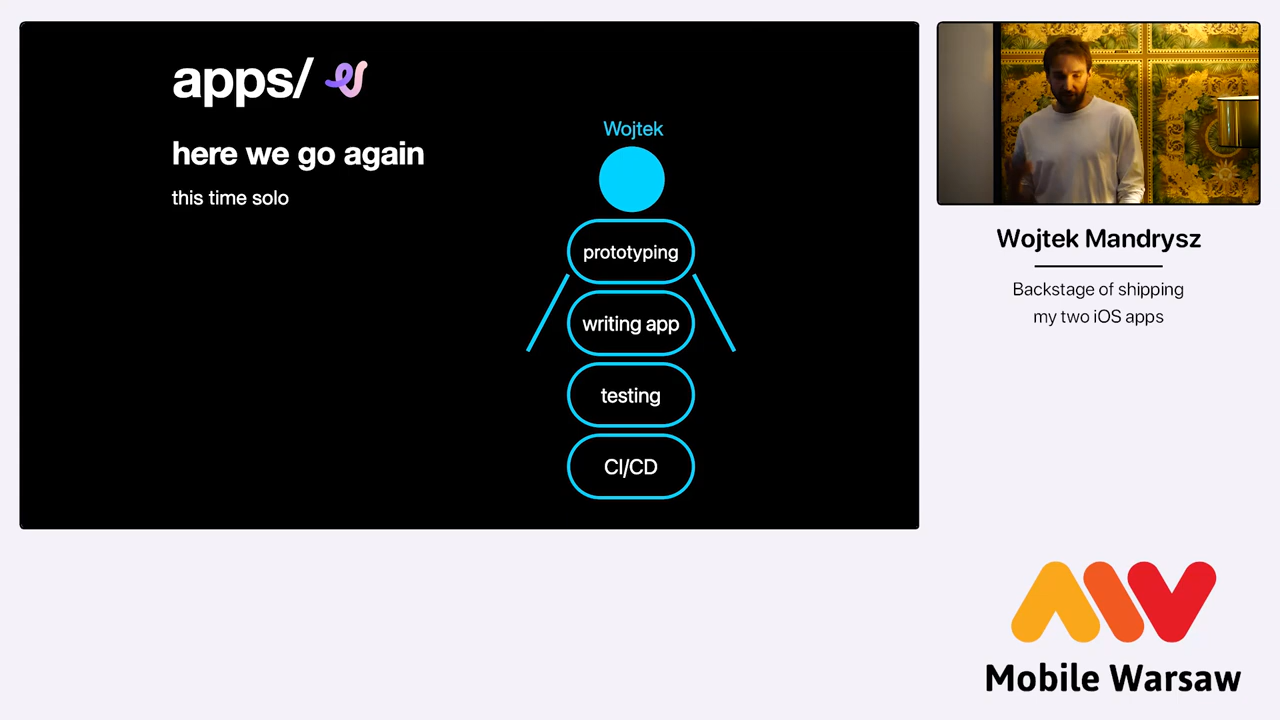 apps/
here we go again
this time solo
Wojtek
prototyping
writing app
testing
CI/CD
Wojtek Mandrysz
Backstage of shipping
my two iOS apps
Mobile Warsaw